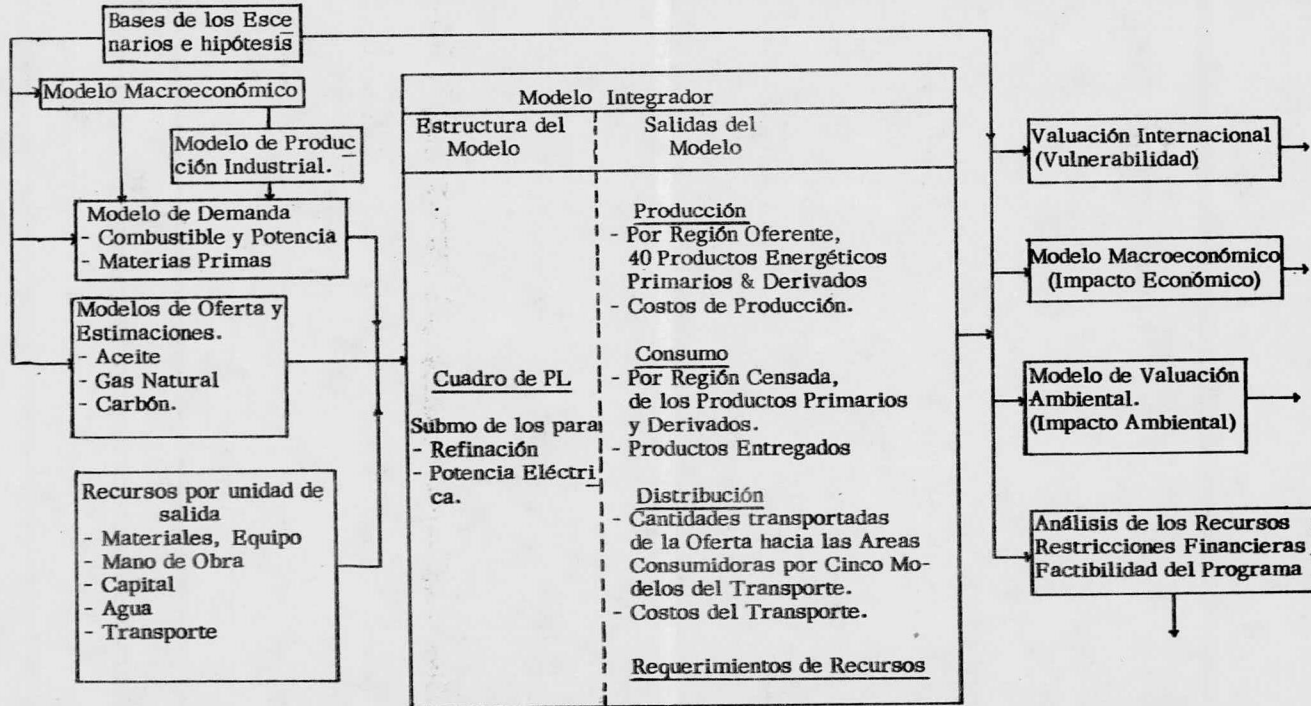 Bases de los Esce
narios e hipótesis
Modelo Macroeconómico
Modelo de Produc
ción Industrial.
Modelo de Demanda
- Combustible y Potencia
- Materias Primas
Modelos de Oferta y
Estimaciones.
- Aceite
- Gas Natural
- Carbón.
Recursos por unidad de
salida
- Materiales, Equipo
- Mano de Obra
- Capital
- Agua
- Transporte
Modelo Integrador
Estructura del
Modelo
Cuadro de PL
Submo de los para
- Refinación
- Potencia Eléctri
ca.
Salidas del
Modelo
Producción
- Por Región Oferente,
40 Productos Energéticos
Primarios & Derivados
- Costos de Producción.
Consumo
- Por Región Censada,
de los Productos Primarios
y Derivados.
- Productos Entregados
Distribución
- Cantidades transportadas
de la Oferta hacia las Areas
Consumidoras por Cinco Mo-
delos del Transporte.
- Costos del Transporte.
Requerimientos de Recursos
Valuación Internacional
(Vulnerabilidad)
Modelo Macroeconómico
(Impacto Económico)
Modelo de Valuación
Ambiental.
(Impacto Ambiental)
Análisis de los Recursos
Restricciones Financieras
Factibilidad del Programa